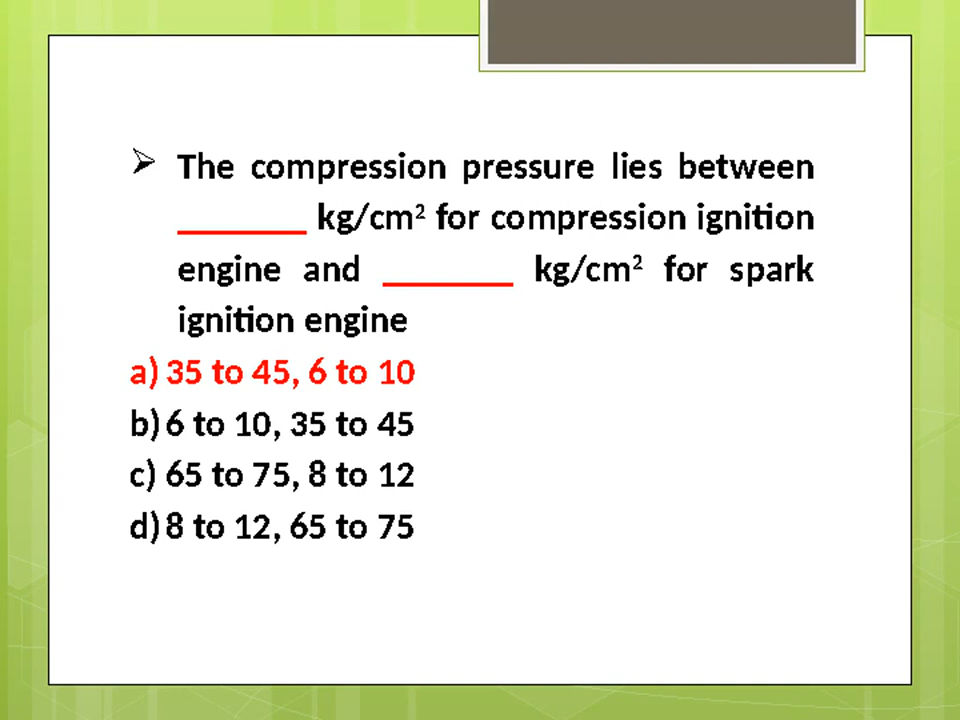 ➢ The compression pressure lies between
_______ kg/cm² for compression ignition
engine and _______ kg/cm² for spark
ignition engine
a) 35 to 45, 6 to 10
b) 6 to 10, 35 to 45
c) 65 to 75, 8 to 12
d) 8 to 12, 65 to 75